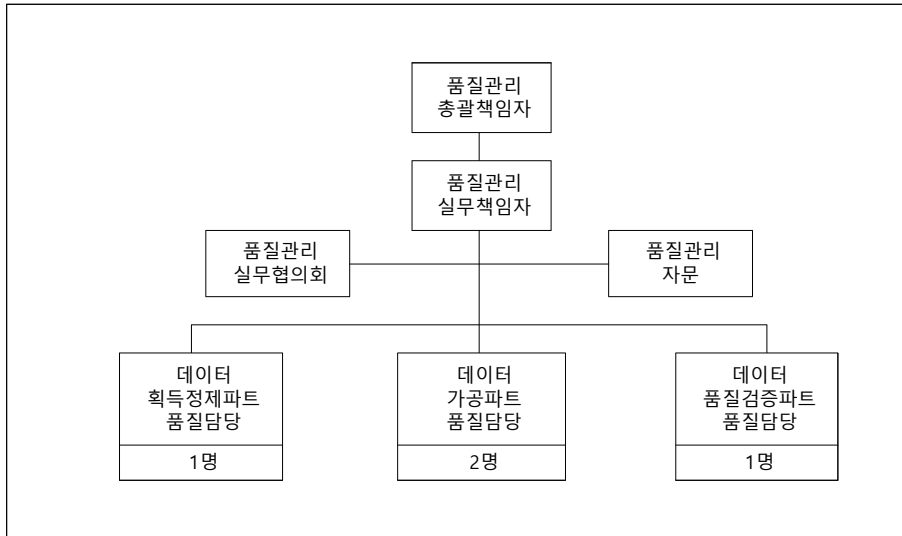 품질관리
총괄책임자
품질관리
실무책임자
품질관리
실무협의회
품질관리
자문
데이터
획득정제파트
품질담당
1명
데이터
가공파트
품질담당
2명
데이터
품질검증파트
품질담당
1명